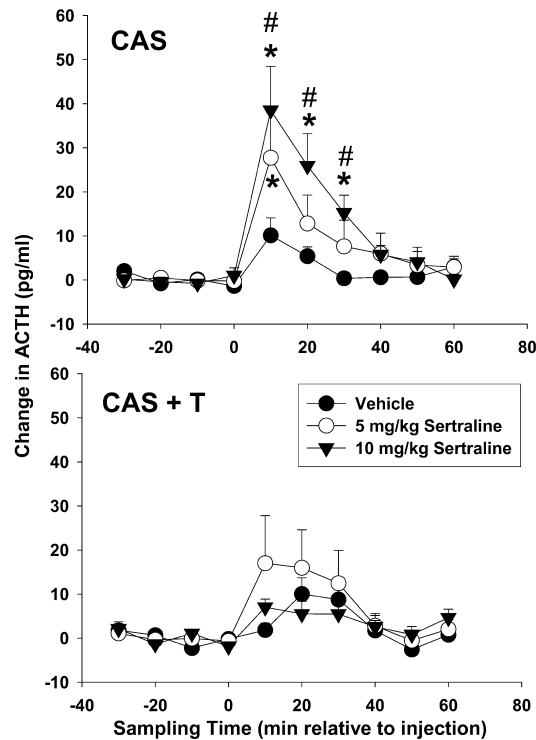 60
50
40
30
20
10
0
-10
CAS
#
*
#
*
#
*
*
-20 0 20 40 60 80
Change in ACTH (pg/ml)
60
50
40
30
20
10
0
-10
CAS + T
Vehicle
5 mg/kg Sertraline
10 mg/kg Sertraline
-20 0 20 40 60 80
Sampling Time (min relative to injection)